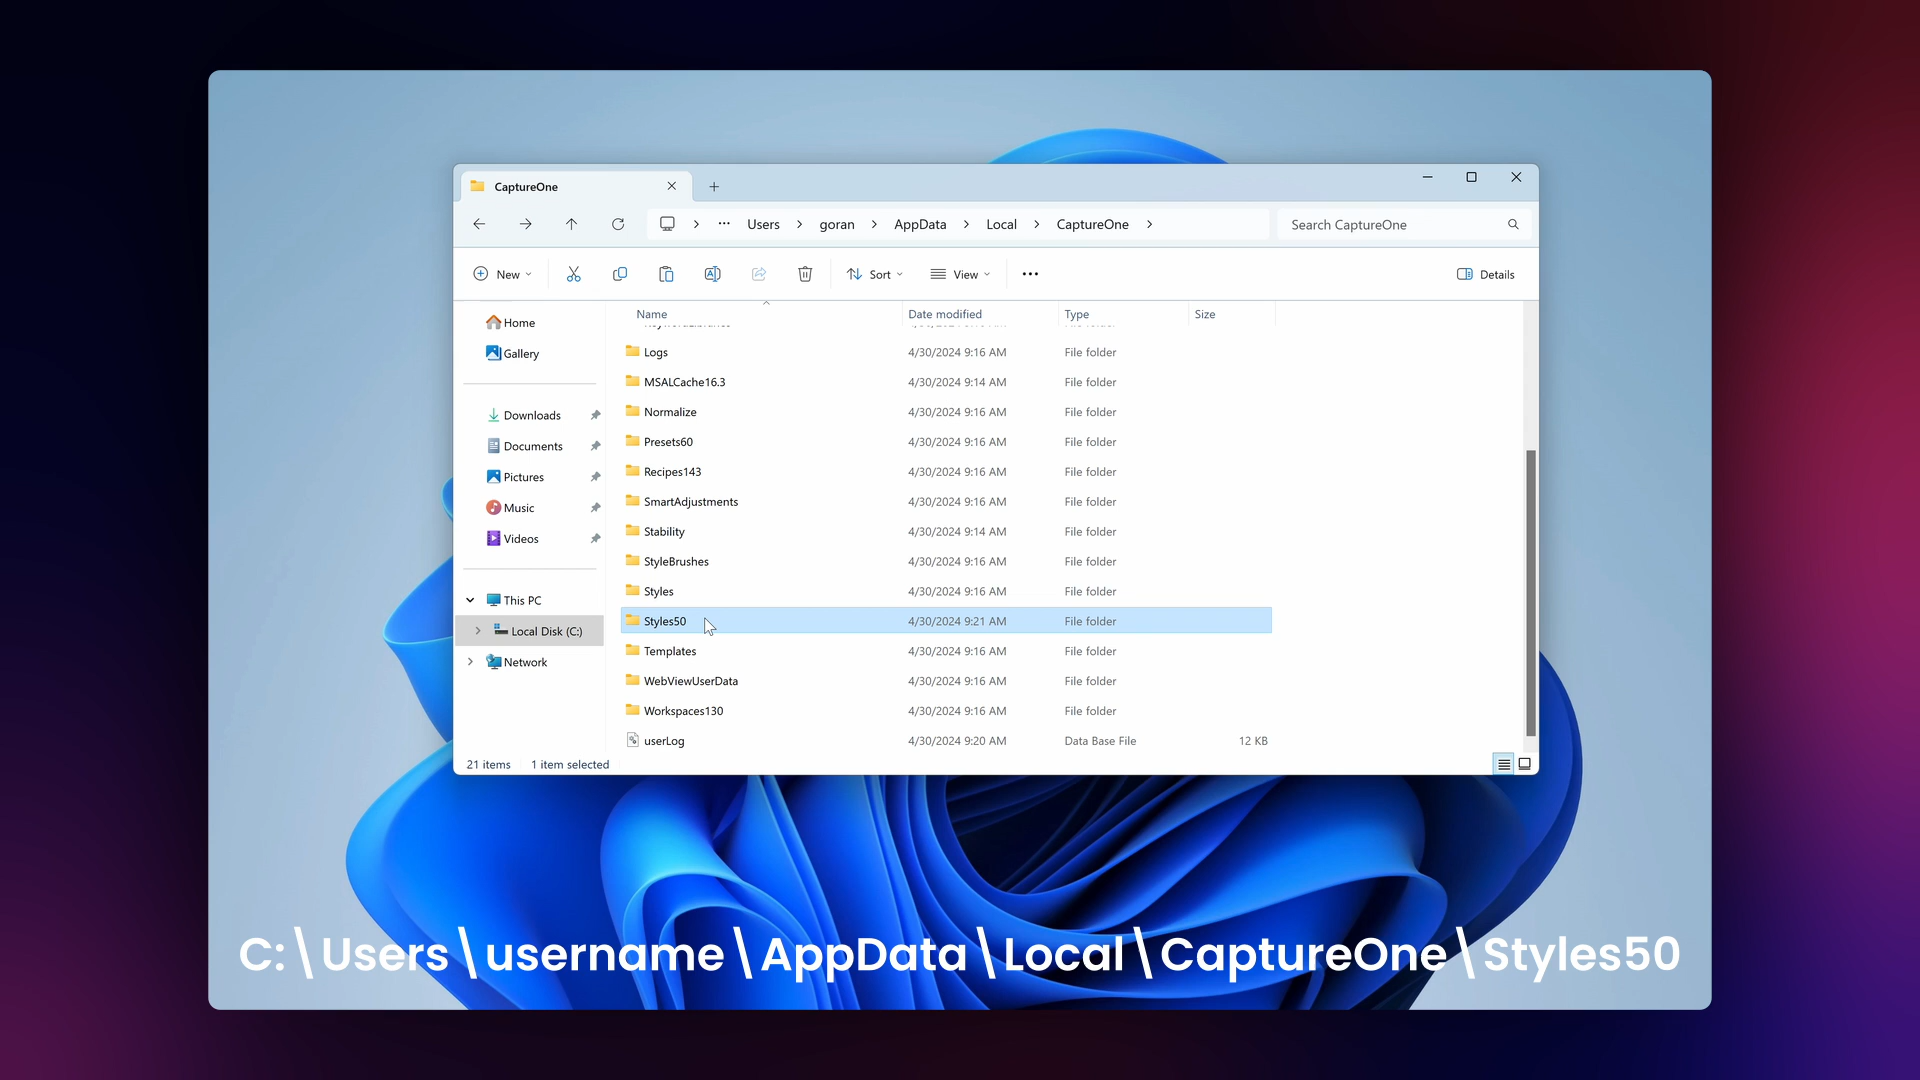 CaptureOne
Users goran AppData Local CaptureOne
Search CaptureOne
New Sort View Details
Name Date modified Type Size
Home
Gallery
Downloads
Documents
Pictures
Music
Videos
This PC
Local Disk (C:)
Network
Logs 4/30/2024 9:16 AM File folder
MSALCache16.3 4/30/2024 9:14 AM File folder
Normalize 4/30/2024 9:16 AM File folder
Presets60 4/30/2024 9:16 AM File folder
Recipes143 4/30/2024 9:16 AM File folder
SmartAdjustments 4/30/2024 9:16 AM File folder
Stability 4/30/2024 9:14 AM File folder
StyleBrushes 4/30/2024 9:16 AM File folder
Styles 4/30/2024 9:16 AM File folder
Styles50 4/30/2024 9:21 AM File folder
Templates 4/30/2024 9:16 AM File folder
WebViewUserData 4/30/2024 9:16 AM File folder
Workspaces130 4/30/2024 9:16 AM File folder
userLog 4/30/2024 9:20 AM Data Base File 12 KB
21 items 1 item selected
C:\Users\username\AppData\Local\CaptureOne\Styles50